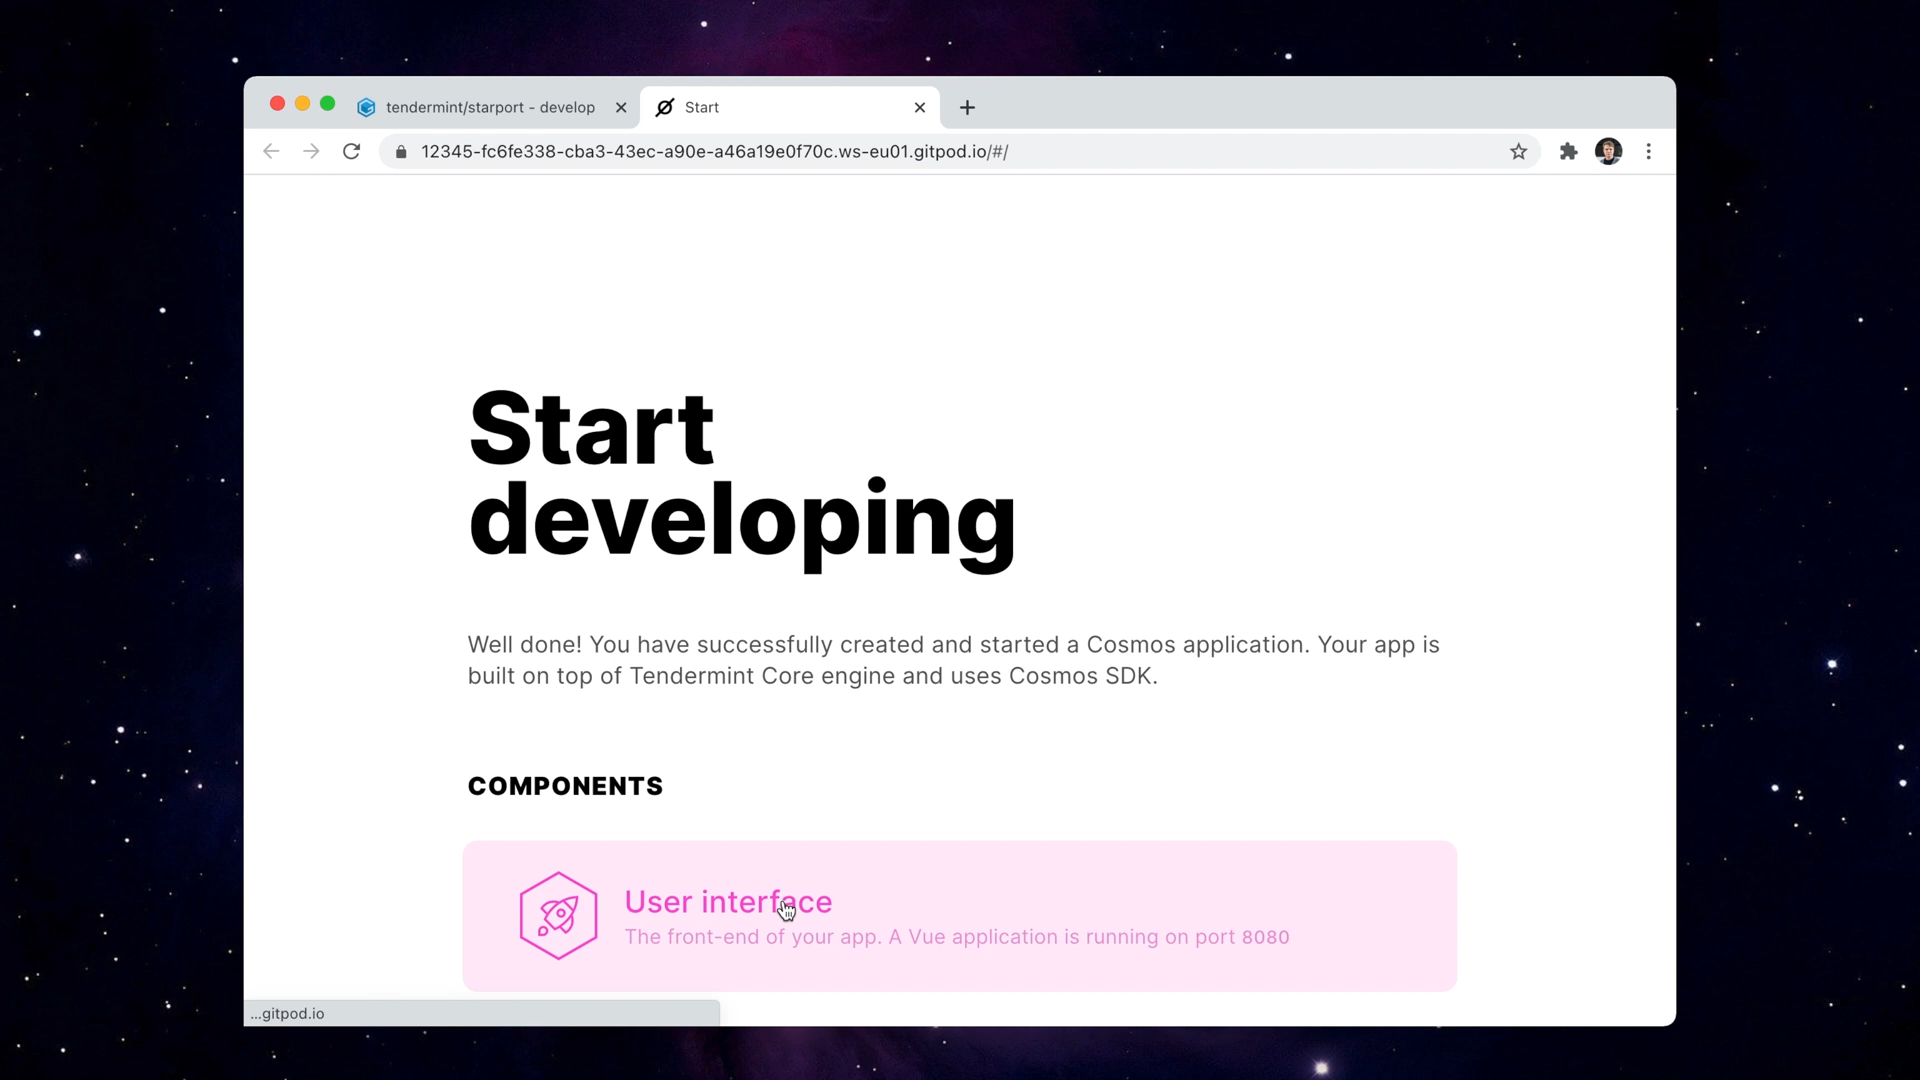 tendermint/starport - develop
Start
12345-fc6fe338-cba3-43ec-a90e-a46a19e0f70c.ws-eu01.gitpod.io/#/
Start
developing
Well done! You have successfully created and started a Cosmos application. Your app is
built on top of Tendermint Core engine and uses Cosmos SDK.
COMPONENTS
User interface
The front-end of your app. A Vue application is running on port 8080
...gitpod.io